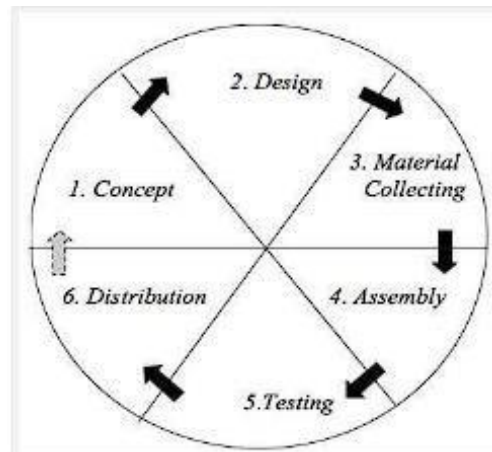 1. Concept
2. Design
3. Material
Collecting
4. Assembly
5.Testing
6. Distribution